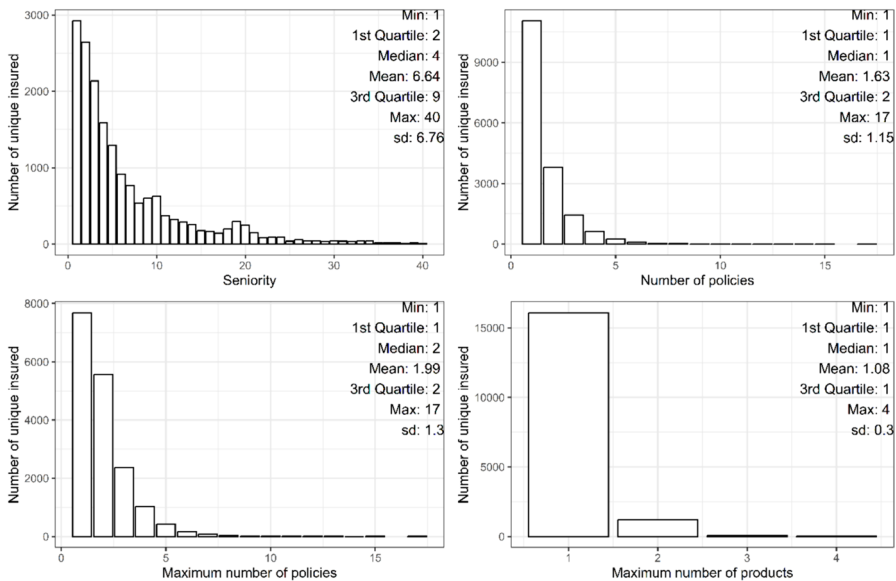 Number of unique insured
3000
2000
1000
0
Min: 1
1st Quartile: 2
Median: 4
Mean: 6.64
3rd Quartile: 9
Max: 40
sd: 6.76
0 10 20 30 40
Seniority
Number of unique insured
9000
6000
3000
0
Min: 1
1st Quartile: 1
Median: 1
Mean: 1.63
3rd Quartile: 2
Max: 17
sd: 1.15
0 5 10 15
Number of policies
Number of unique insured
8000
6000
4000
2000
0
Min: 1
1st Quartile: 1
Median: 2
Mean: 1.99
3rd Quartile: 2
Max: 17
sd: 1.3
0 5 10 15
Maximum number of policies
Number of unique insured
15000
10000
5000
0
Min: 1
1st Quartile: 1
Median: 1
Mean: 1.08
3rd Quartile: 1
Max: 4
sd: 0.3
1 2 3 4
Maximum number of products